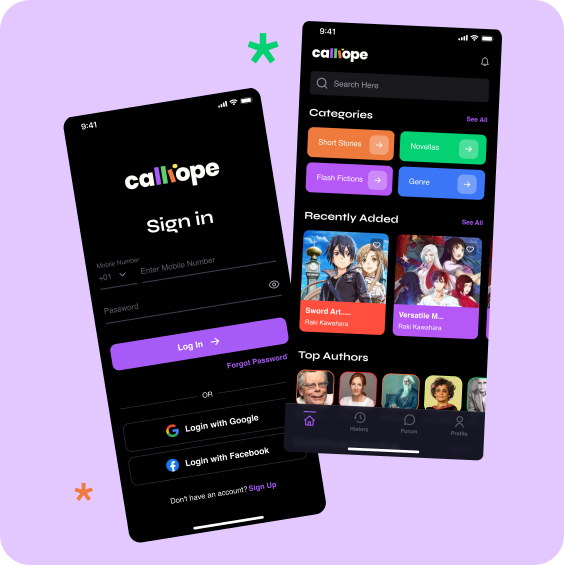 9:41
calliope
Sign in
Mobile Number
+01
Enter Mobile Number
Password
Log In
Forgot Password
OR
Login with Google
Login with Facebook
Don't have an account? Sign Up
9:41
calliope
Search Here
Categories
See All
Short Stories
Novellas
Flash Fictions
Genre
Recently Added
See All
Sword Art.....
Raki Kawahara
Versatile M...
Raki Kawahara
Top Authors
History
Forum
Profile